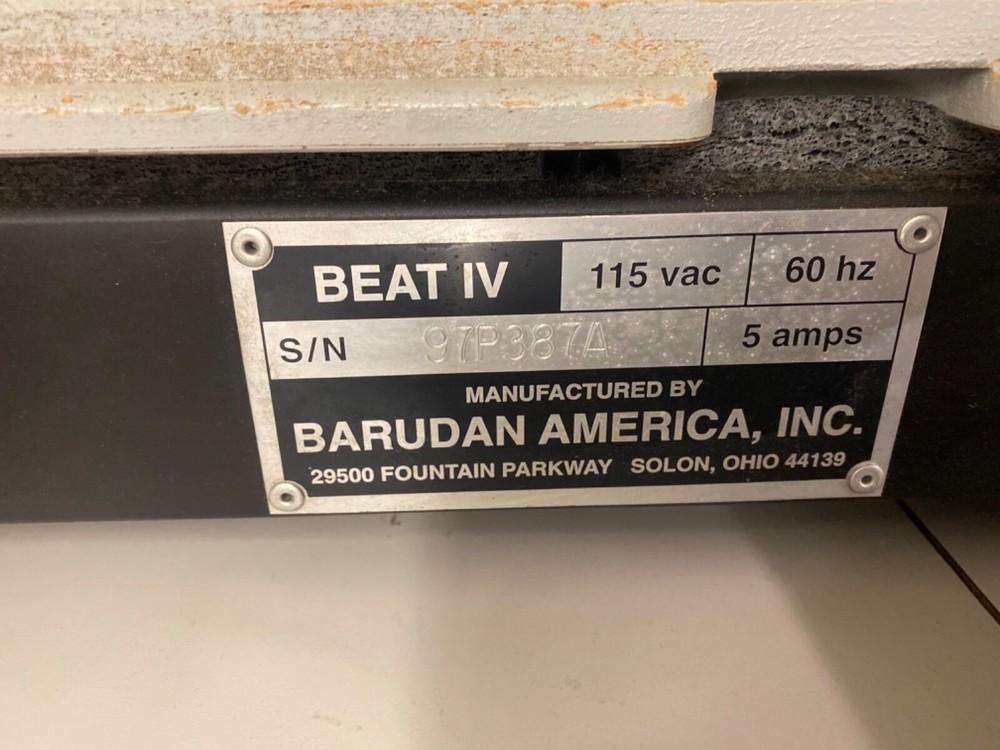 BEAT IV 115 vac 60 hz
S/N 97P387A 5 amps
MANUFACTURED BY
BARUDAN AMERICA, INC.
29500 FOUNTAIN PARKWAY SOLON, OHIO 44139